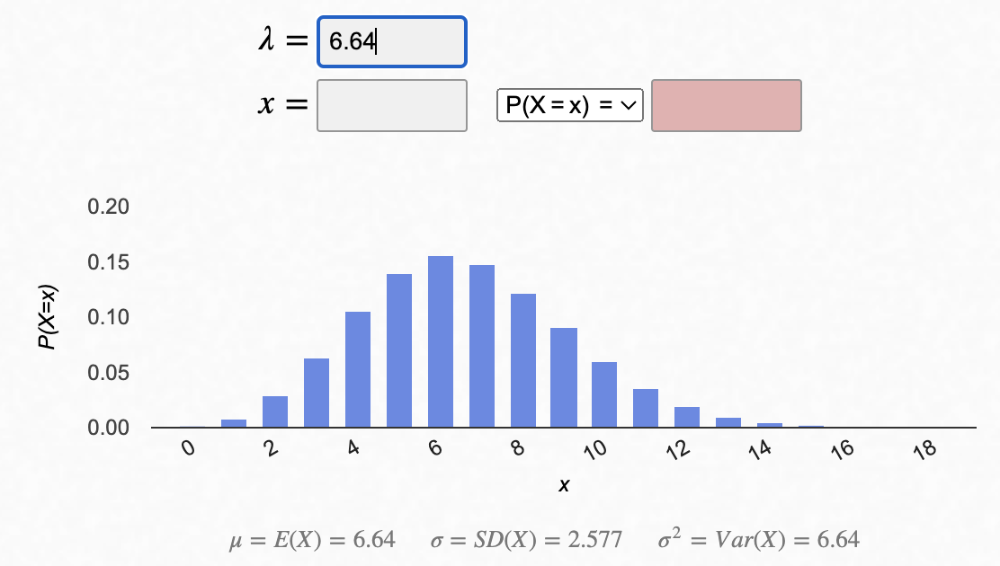 λ = 6.64
x = P(X = x) =
0.20
0.15
0.10
0.05
0.00
P(X=x)
0 2 4 6 8 10 12 14 16 18
x
μ = E(X) = 6.64 σ = SD(X) = 2.577 σ² = Var(X) = 6.64